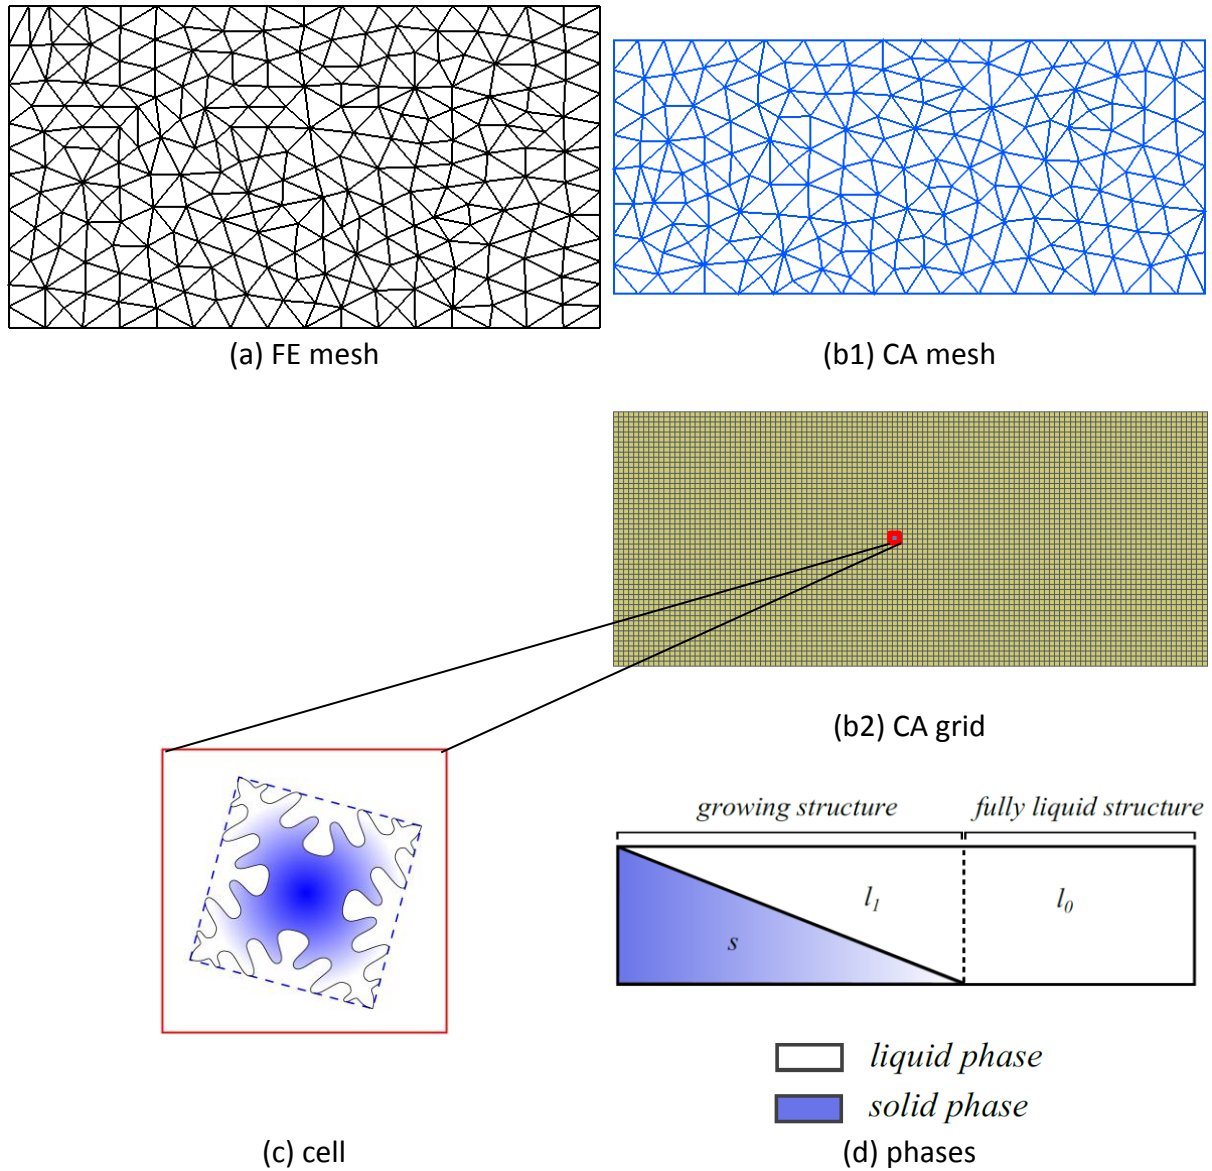 (a) FE mesh
(b1) CA mesh
(b2) CA grid
growing structure
fully liquid structure
l1
l0
s
liquid phase
solid phase
(c) cell
(d) phases